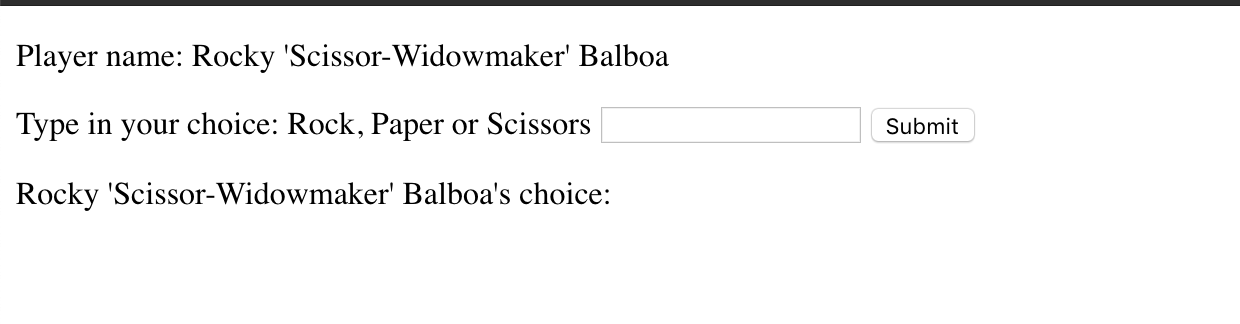 Player name: Rocky 'Scissor-Widowmaker' Balboa
Type in your choice: Rock, Paper or Scissors Submit
Rocky 'Scissor-Widowmaker' Balboa's choice: